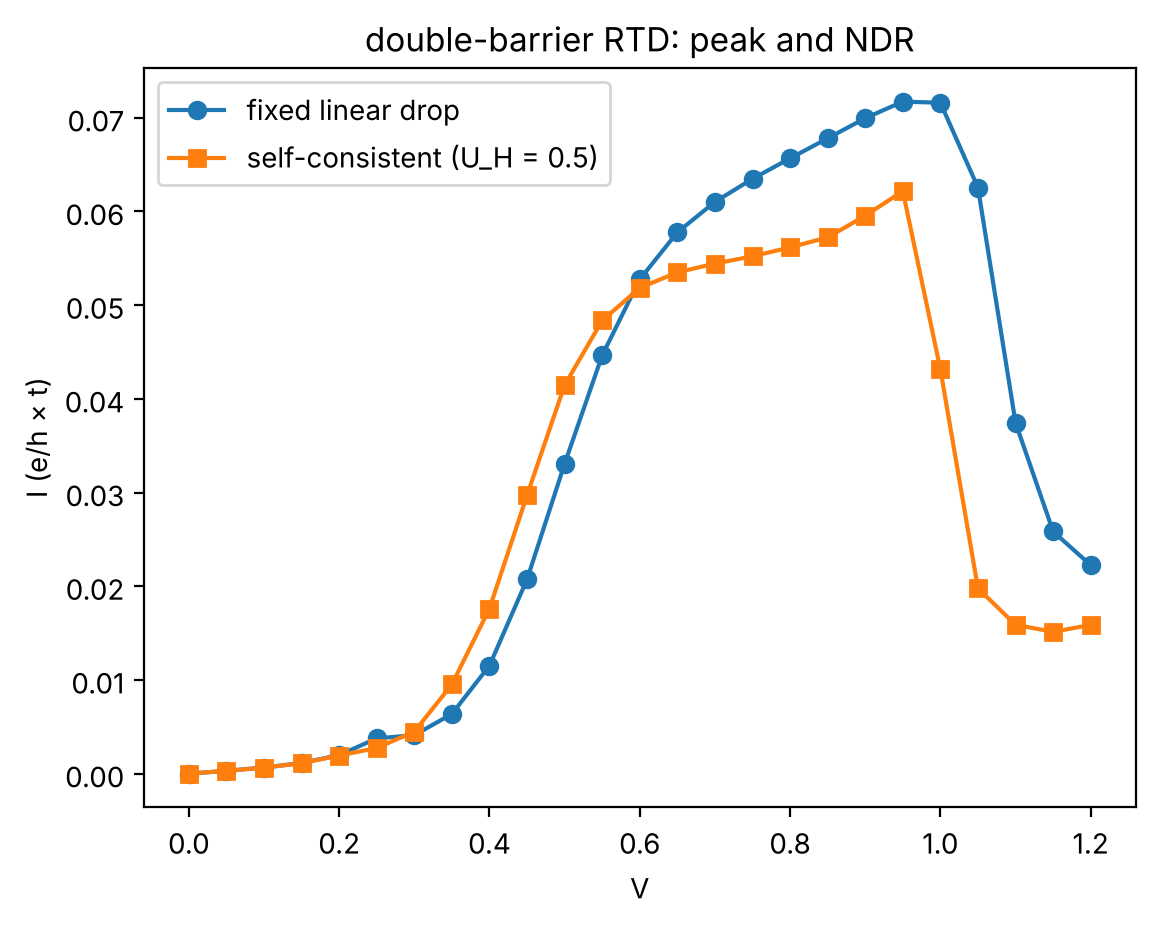 double-barrier RTD: peak and NDR
fixed linear drop
self-consistent (U_H = 0.5)
I (e/h × t)
0.07
0.06
0.05
0.04
0.03
0.02
0.01
0.00
0.0 0.2 0.4 0.6 0.8 1.0 1.2
V